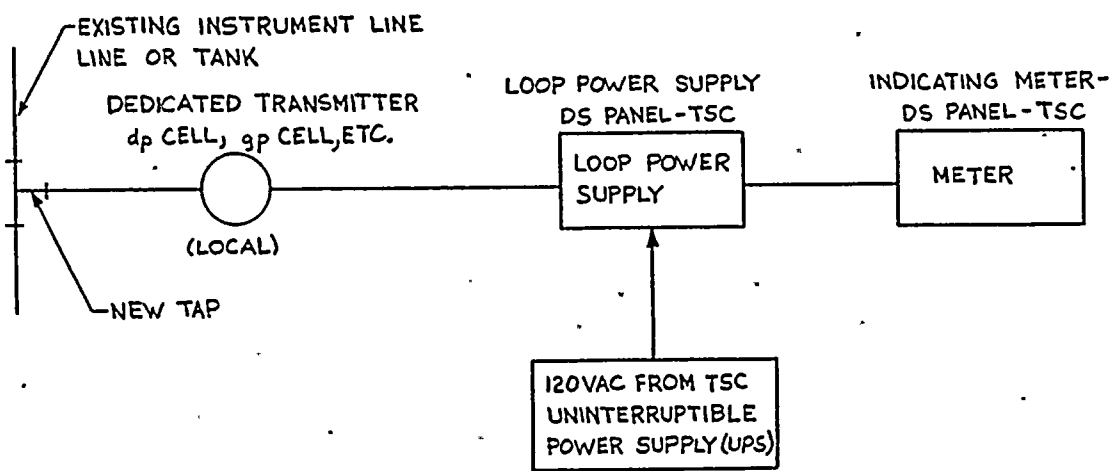 EXISTING INSTRUMENT LINE
LINE OR TANK
DEDICATED TRANSMITTER
dp CELL, gp CELL, ETC.
(LOCAL)
NEW TAP
LOOP POWER SUPPLY
DS PANEL-TSC
LOOP POWER
SUPPLY
INDICATING METER-
DS PANEL-TSC
METER
120VAC FROM TSC
UNINTERRUPTIBLE
POWER SUPPLY (UPS)